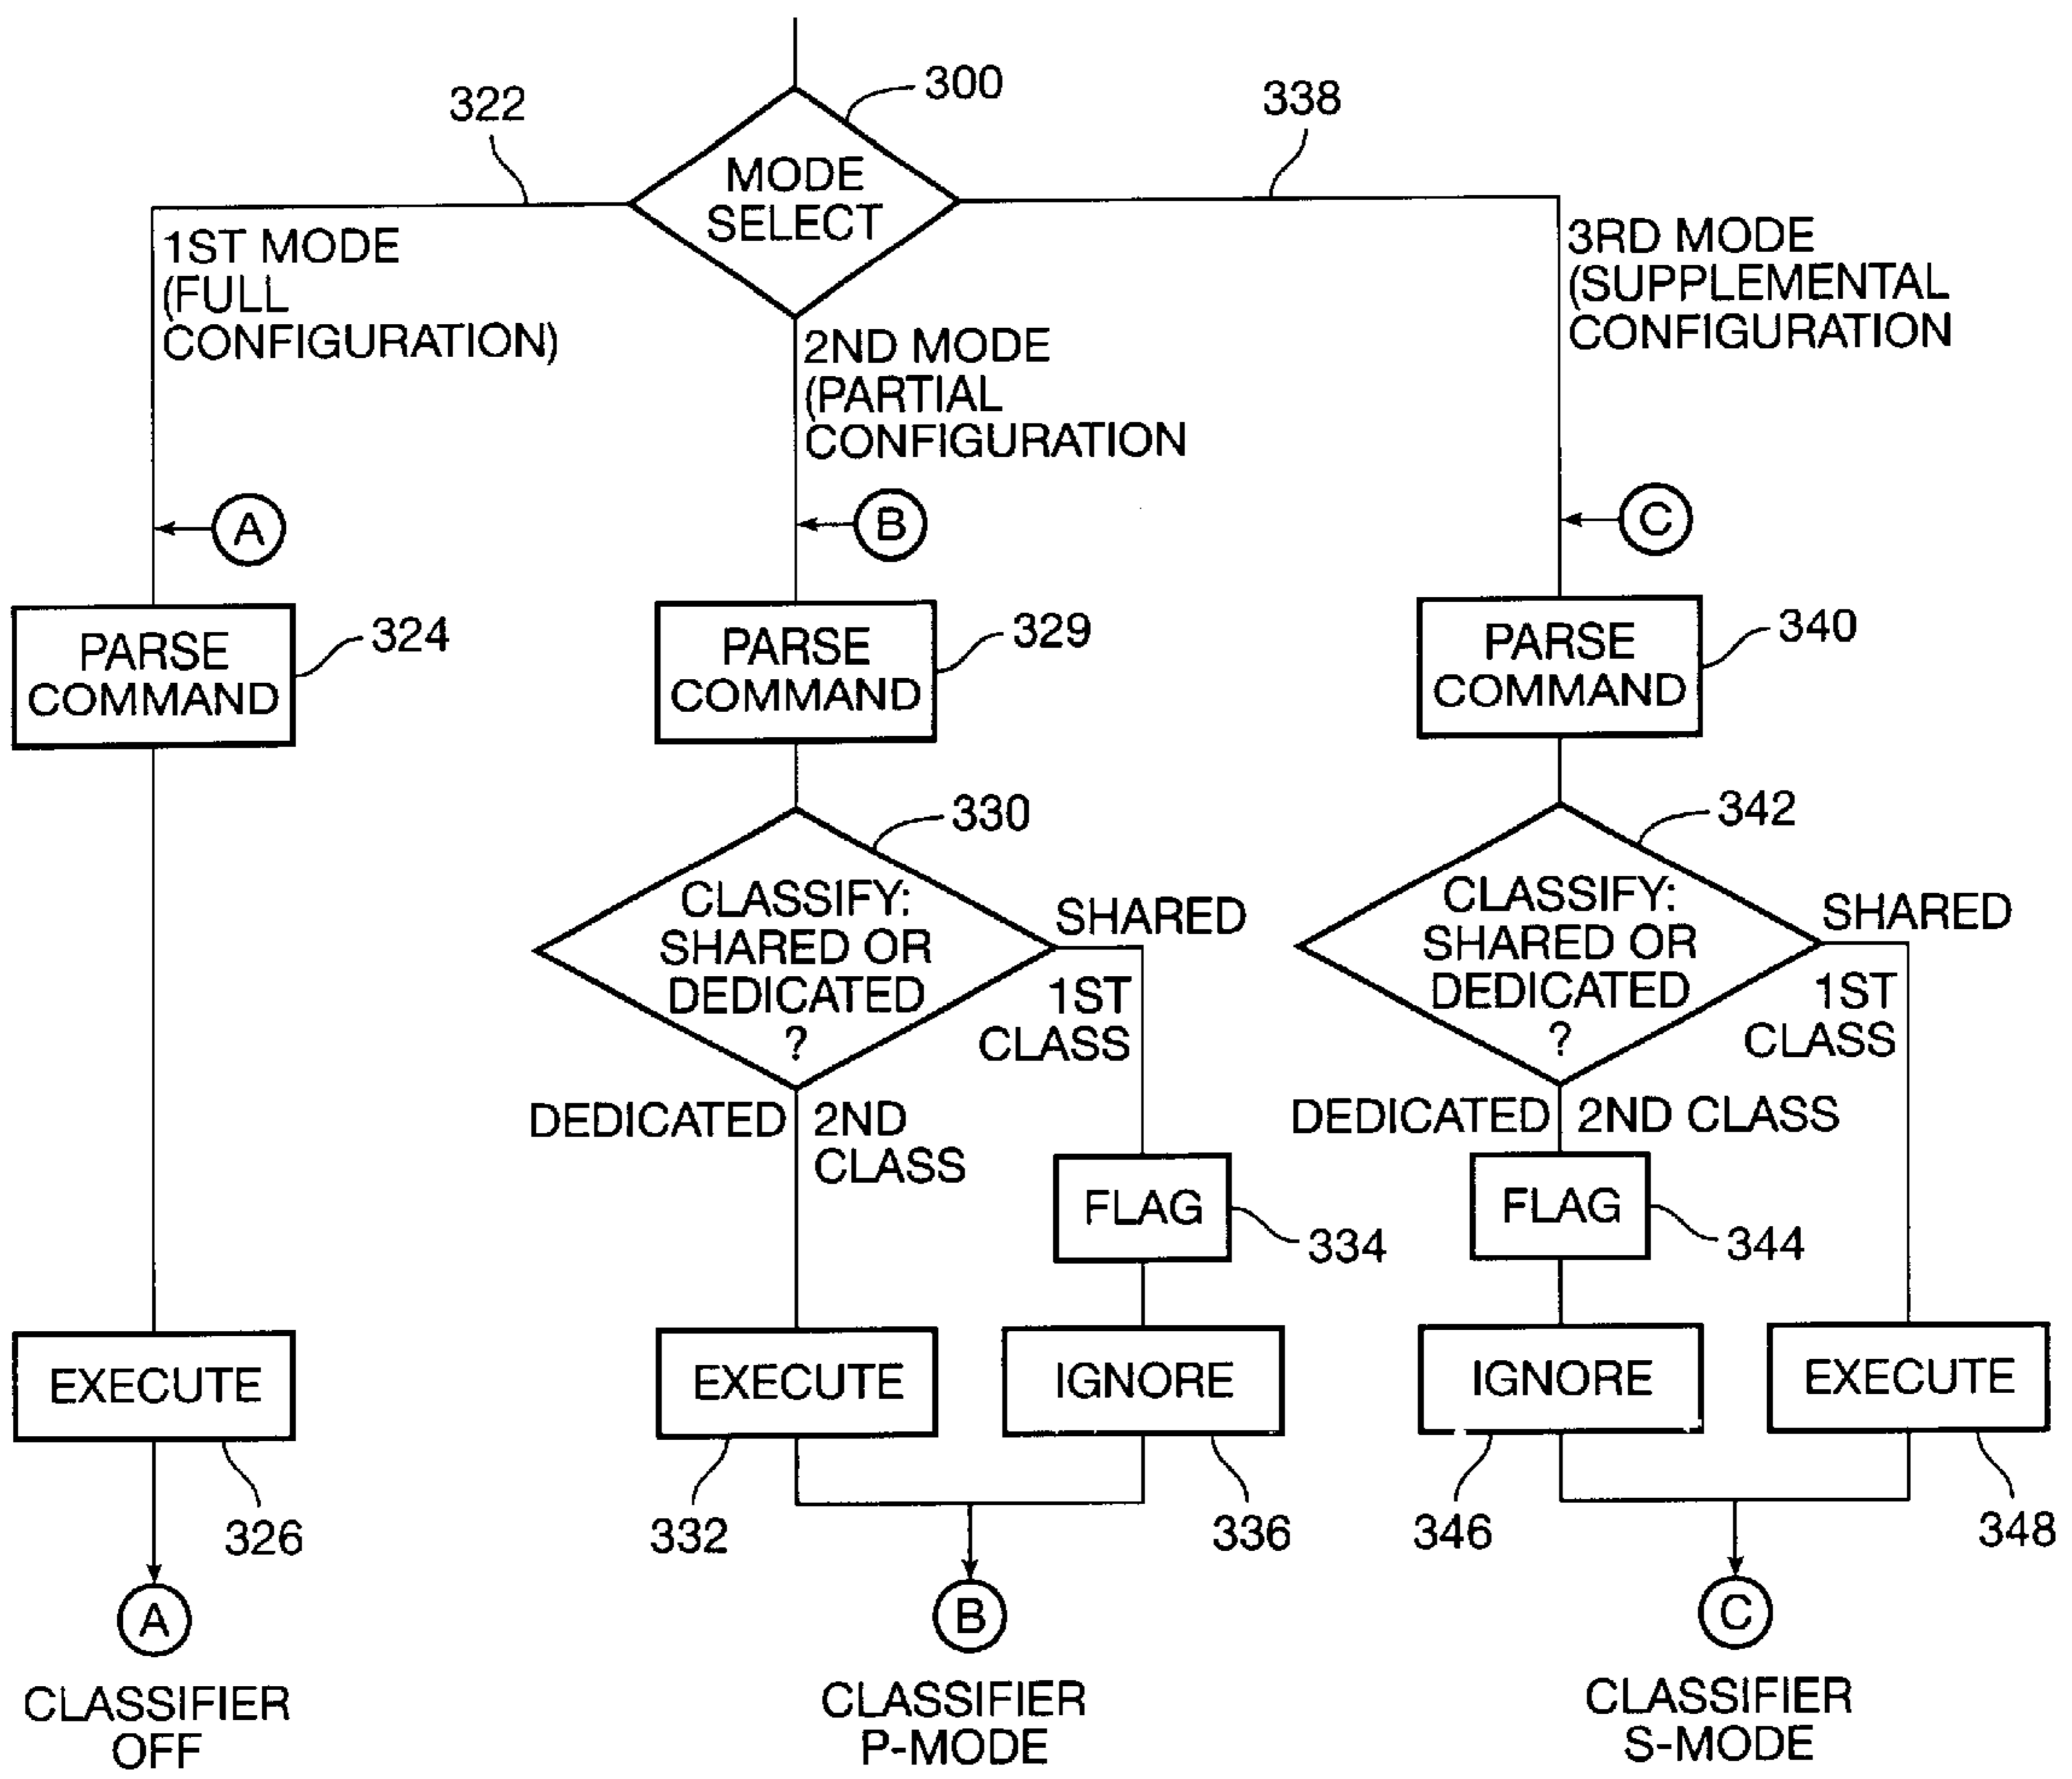 300
322
338
MODE
SELECT
1ST MODE
(FULL
CONFIGURATION)
2ND MODE
(PARTIAL
CONFIGURATION
3RD MODE
(SUPPLEMENTAL
CONFIGURATION
A
B
C
PARSE
COMMAND
324
PARSE
COMMAND
329
PARSE
COMMAND
340
330
CLASSIFY:
SHARED OR
DEDICATED
?
SHARED
1ST
CLASS
DEDICATED
2ND
CLASS
342
CLASSIFY:
SHARED OR
DEDICATED
?
SHARED
1ST
CLASS
DEDICATED
2ND CLASS
FLAG
334
FLAG
344
EXECUTE
EXECUTE
IGNORE
IGNORE
EXECUTE
326
332
336
346
348
A
B
C
CLASSIFIER
OFF
CLASSIFIER
P-MODE
CLASSIFIER
S-MODE